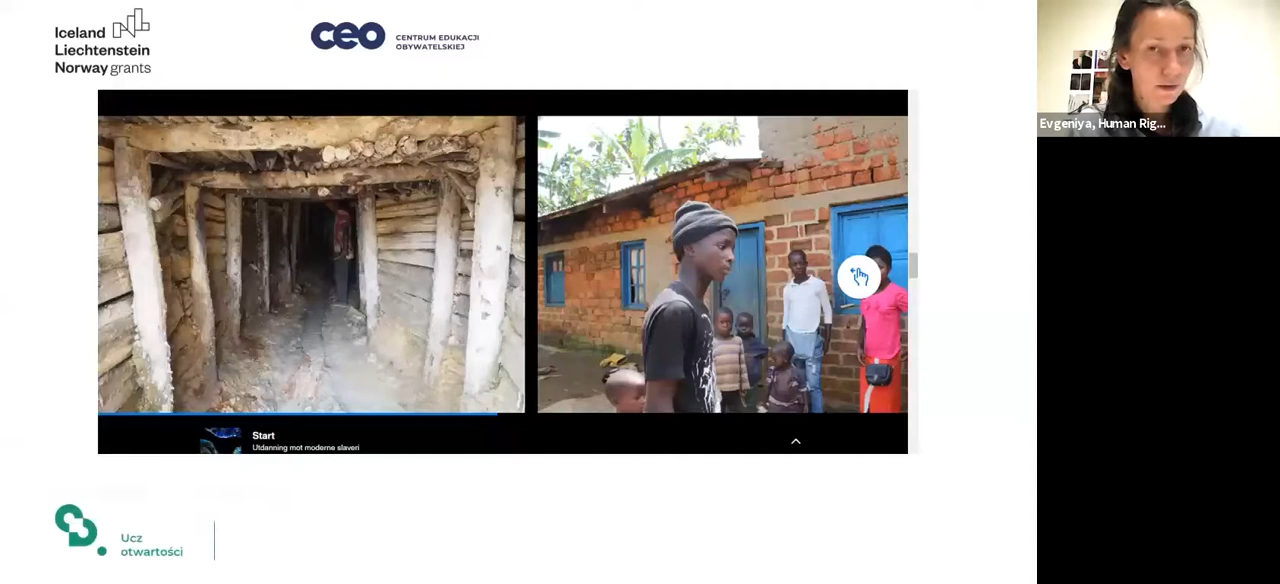 Iceland
Liechtenstein
Norway grants
ceo
CENTRUM EDUKACJI
OBYWATELSKIEJ
Evgeniya, Human Rig...
Start
Utdanning mot moderne slaveri
Ucz
otwartości